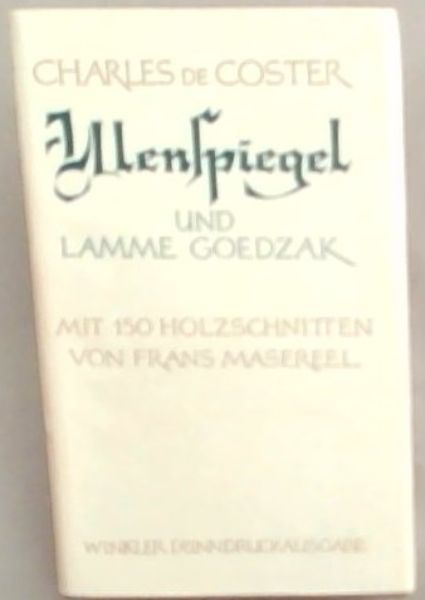 CHARLES DE COSTER
Ulenspiegel
UND
LAMME GOEDZAK
MIT 150 HOLZSCHNITTEN
VON FRANS MASEREEL
WINKLER DÜNNDRUCKAUSGABE